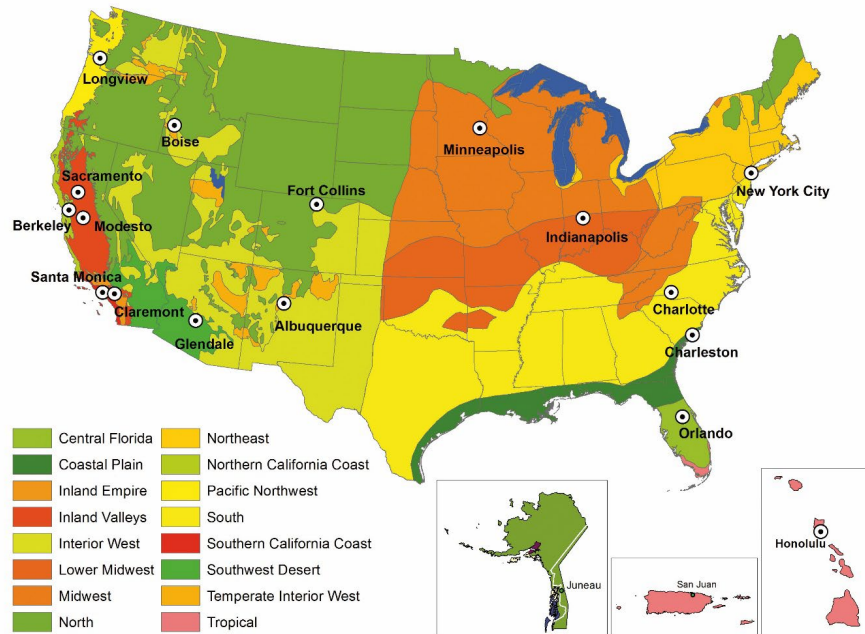 Longview
Boise
Minneapolis
Sacramento
Fort Collins
New York City
Berkeley
Modesto
Indianapolis
Santa Monica
Claremont
Albuquerque
Charlotte
Glendale
Charleston
Orlando
Central Florida
Coastal Plain
Inland Empire
Inland Valleys
Interior West
Lower Midwest
Midwest
North
Northeast
Northern California Coast
Pacific Northwest
South
Southern California Coast
Southwest Desert
Temperate Interior West
Tropical
Juneau
San Juan
Honolulu